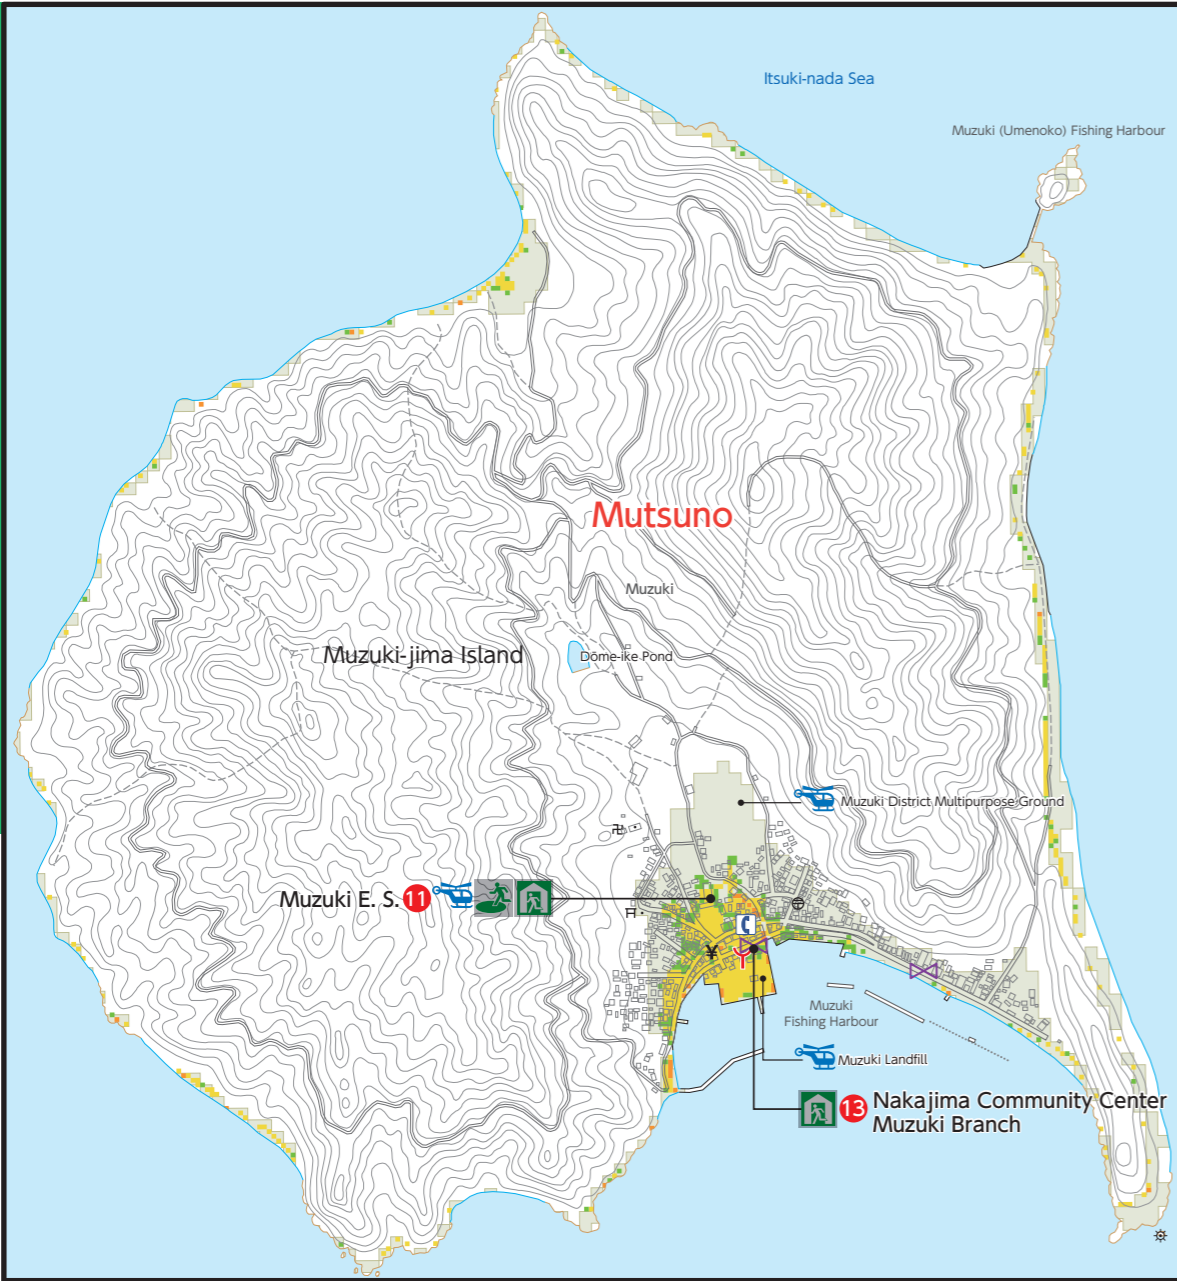 Itsuki-nada Sea
Muzuki (Umenoko) Fishing Harbour
Mutsuno
Muzuki
Muzuki-jima Island
Dōme-ike Pond
Muzuki District Multipurpose Ground
Muzuki E. S. 11
Muzuki
Fishing Harbour
Muzuki Landfill
13 Nakajima Community Center
Muzuki Branch